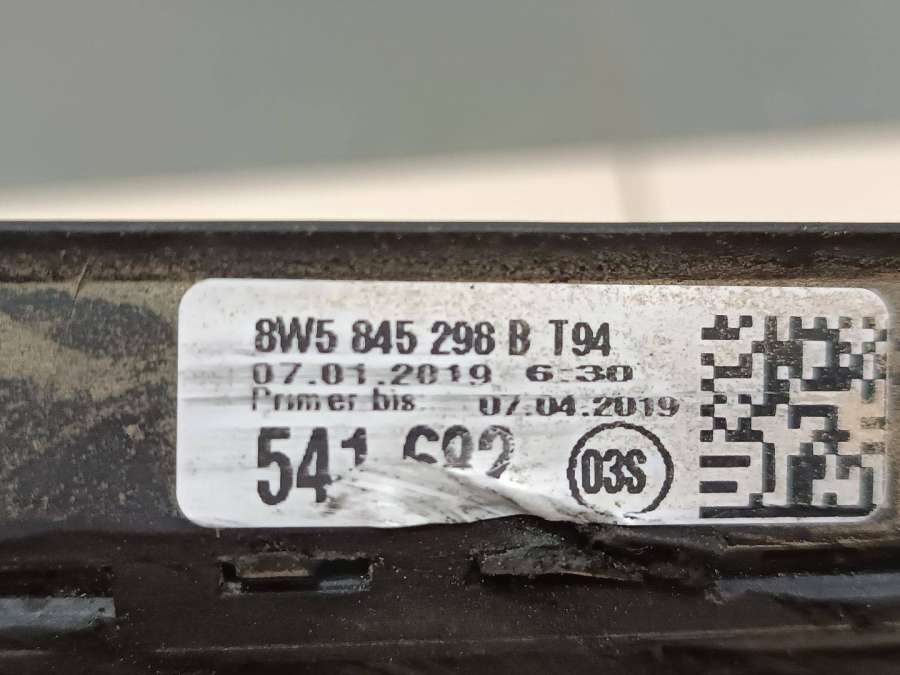 8W5 845 298 B T94
07.01.2019 6:30
Primer bis 07.04.2019
03S